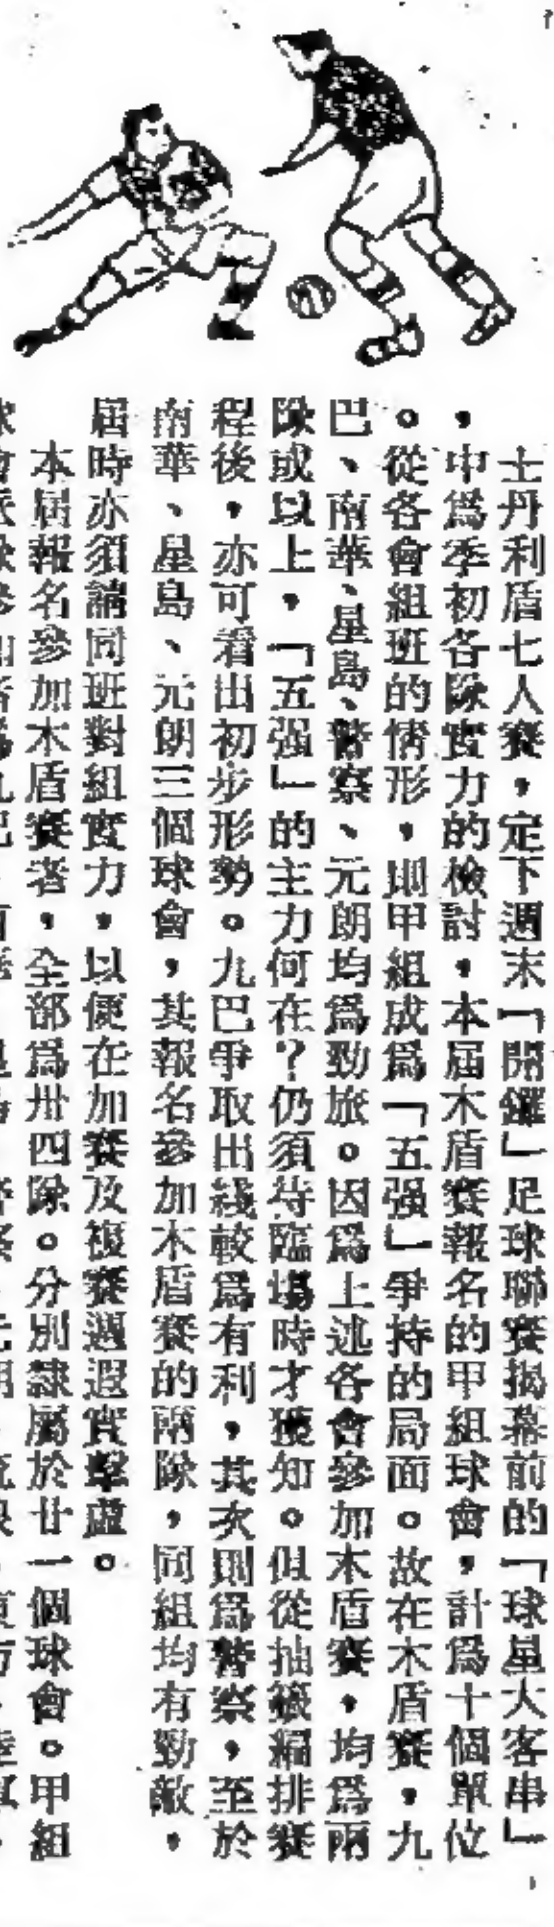 士丹利盾七人賽，定下週末「開鑼」足球聯賽揭幕前的「球星大客串」
，中為季初各隊實力的檢討，本屆木盾賽報名的甲組球會，計為十個單位
。從各會組班的情形，則甲組成為「五强」爭持的局面。故在木盾賽，九
巴、南華、星島、警察、元朗均為勁旅。因為上述各會參加木盾賽，均為兩
隊或以上，「五强」的主力何在？仍須待臨場時才獲知。但從抽籤編排賽
程後，亦可看出初步形勢。九巴爭取出綫較為有利，其次則為警察，至於
南華、星島、元朗三個球會，其報名參加木盾賽的兩隊，同組均有勁敵，
屆時亦須請同班對組實力，以便在加賽及複賽遇遐實擊虛。
本屆報名參加木盾賽者，全部為卅四隊。分別隸屬於廿一個球會。甲組